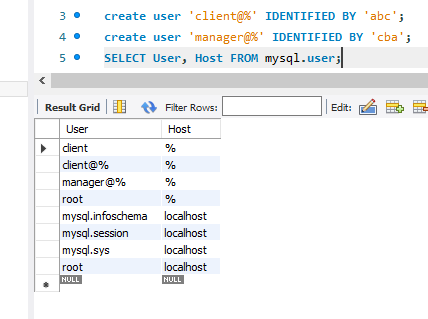 3 create user 'client@%' IDENTIFIED BY 'abc';
4 create user 'manager@%' IDENTIFIED BY 'cba';
5 SELECT User, Host FROM mysql.user;
Result Grid Filter Rows: Edit:
User Host
client %
client@% %
manager@% %
root %
mysql.infoschema localhost
mysql.session localhost
mysql.sys localhost
root localhost
NULL NULL